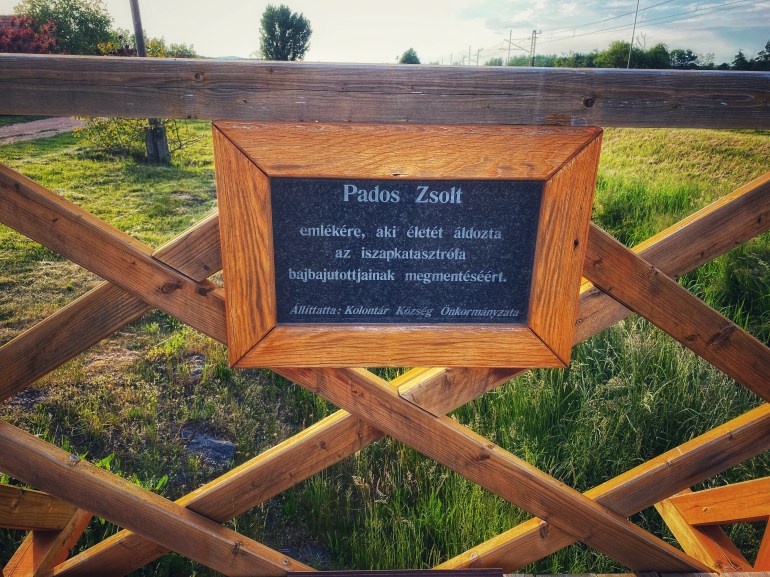 Pados Zsolt
emlékére, aki életét áldozta
az iszapkatasztrófa
bajbajutottjainak megmentéséért.
Állíttatta: Kolontár Község Önkormányzata